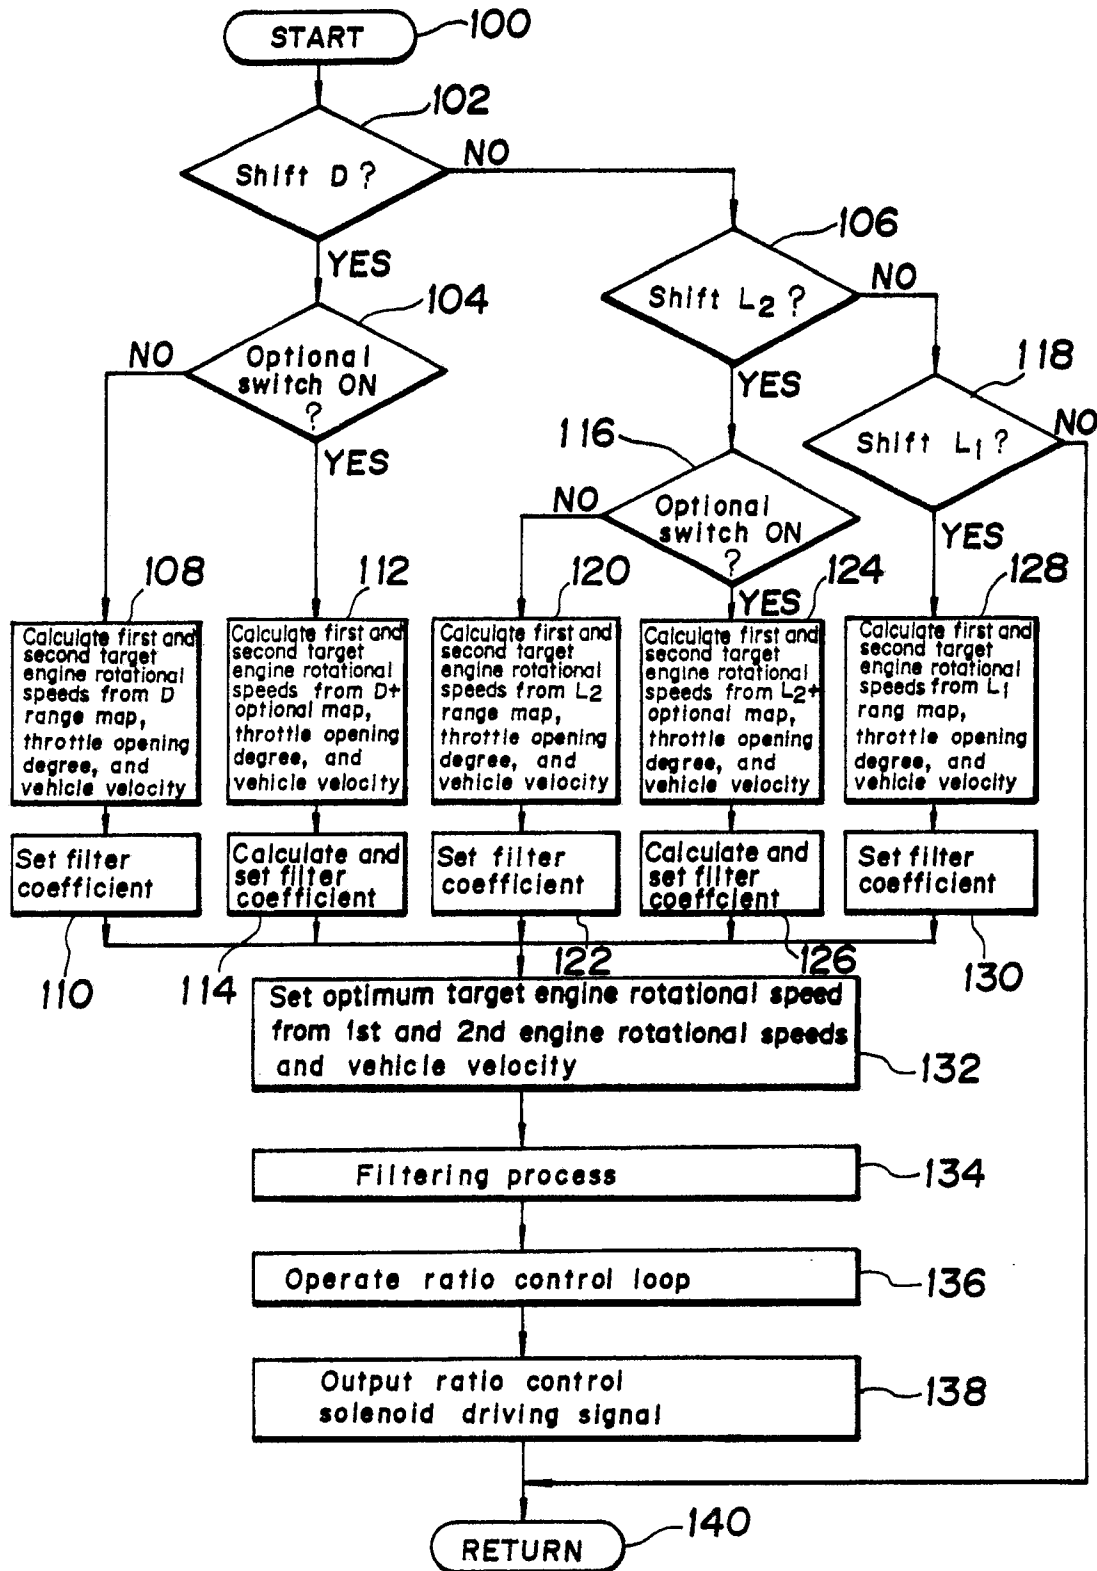 START
100
102
Shift D ?
NO
YES
106
Shift L2 ?
NO
104
Optional
switch ON
?
NO
YES
YES
118
Shift L1 ?
NO
116
Optional
switch ON
?
NO
YES
YES
108
Calculate first and
second target
engine rotational
speeds from D
range map,
throttle opening
degree, and
vehicle velocity
112
Calculate first and
second target
engine rotational
speeds from D+
optional map,
throttle opening
degree, and
vehicle velocity
120
Calculate first and
second target
engine rotational
speeds from L2
range map,
throttle opening
degree, and
vehicle velocity
124
Calculate first and
second target
engine rotational
speeds from L2+
optional map,
throttle opening
degree, and
vehicle velocity
128
Calculate first and
second target
engine rotational
speeds from L1
rang map,
throttle opening
degree, and
vehicle velocity
Set filter
coefficient
110
Calculate and
set filter
coefficient
114
Set filter
coefficient
122
Calculate and
set filter
coeffcient
126
Set filter
coefficient
130
Set optimum target engine rotational speed
from 1st and 2nd engine rotational speeds
and vehicle velocity
132
Filtering process
134
Operate ratio control loop
136
Output ratio control
solenoid driving signal
138
RETURN
140